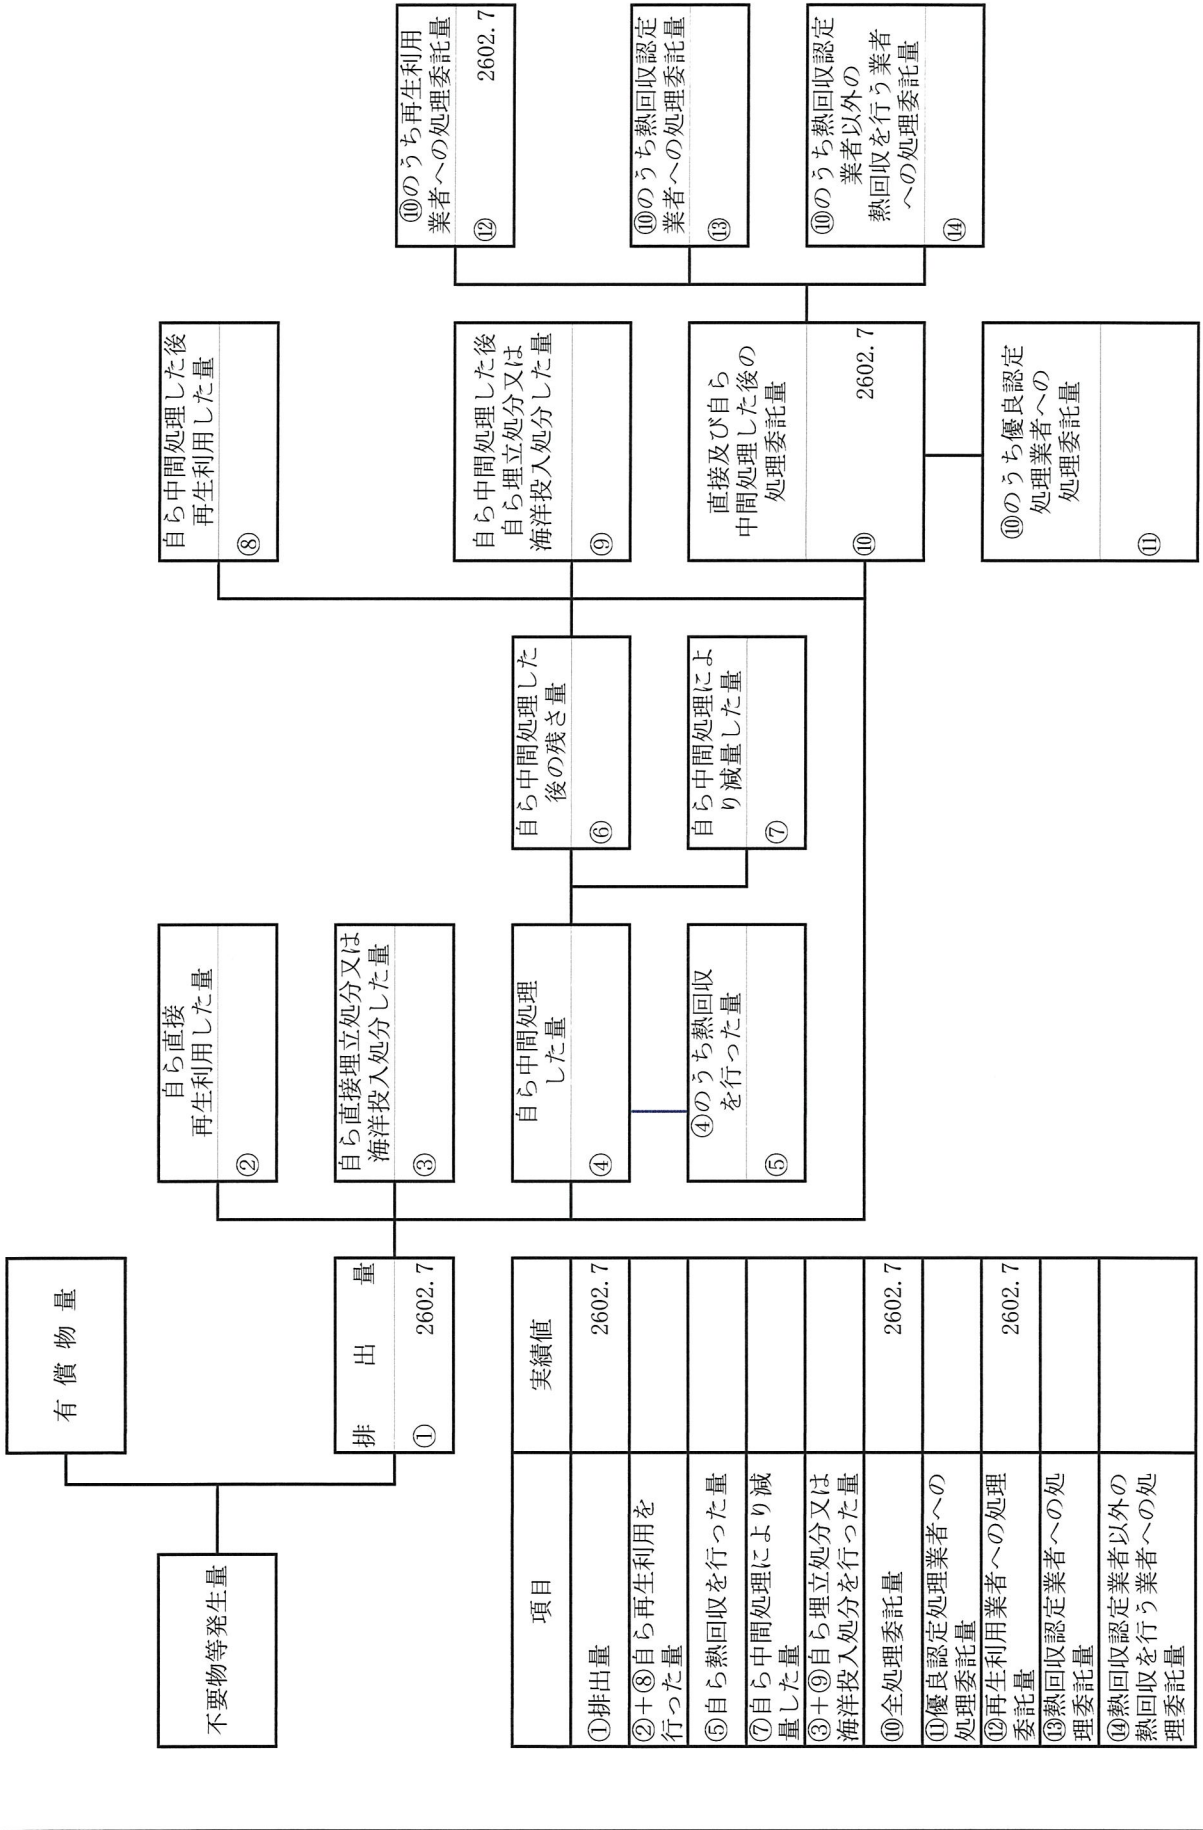 不要物等発生量
有償物量
排出量
① 2602.7
自ら直接
再生利用した量
②
自ら直接埋立処分又は
海洋投入処分した量
③
自ら中間処理
した量
④
④のうち熱回収
を行った量
⑤
自ら中間処理した
後の残さ量
⑥
自ら中間処理によ
り減量した量
⑦
自ら中間処理した後
再生利用した量
⑧
自ら中間処理した後
自ら埋立処分又は
海洋投入処分した量
⑨
直接及び自ら
中間処理した後の
処理委託量
⑩ 2602.7
⑩のうち優良認定
処理業者への
処理委託量
⑪
⑩のうち再生利用
業者への処理委託量
⑫ 2602.7
⑩のうち熱回収認定
業者への処理委託量
⑬
⑩のうち熱回収認定
業者以外の
熱回収を行う業者
への処理委託量
⑭
項目 実績値
①排出量 2602.7
②+⑧自ら再生利用を
行った量
⑤自ら熱回収を行った量
⑦自ら中間処理により減
量した量
③+⑨自ら埋立処分又は
海洋投入処分を行った量
⑩全処理委託量 2602.7
⑪優良認定処理業者への
処理委託量
⑫再生利用業者への処理
委託量 2602.7
⑬熱回収認定業者への処
理委託量
⑭熱回収認定業者以外の
熱回収を行う業者への処
理委託量